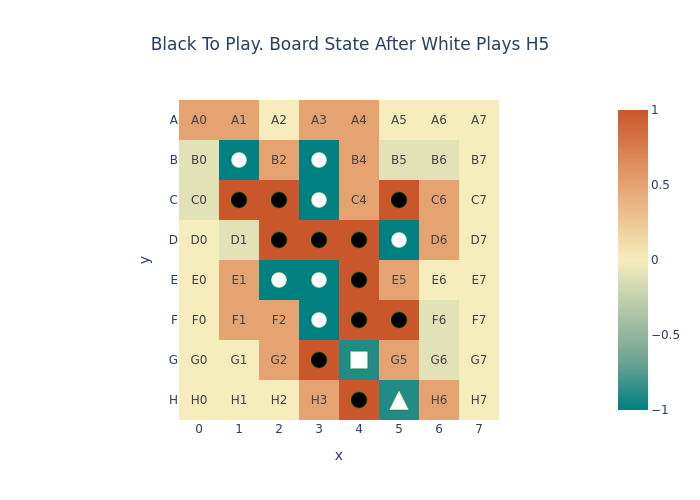 Black To Play. Board State After White Plays H5
A A0 A1 A2 A3 A4 A5 A6 A7
B B0 B2 B4 B5 B6 B7
C C0 C4 C6 C7
D D0 D1 D6 D7
E E0 E1 E5 E6 E7
F F0 F1 F2 F6 F7
G G0 G1 G2 G5 G6 G7
H H0 H1 H2 H3 H6 H7
0 1 2 3 4 5 6 7
x
y
1
0.5
0
−0.5
−1